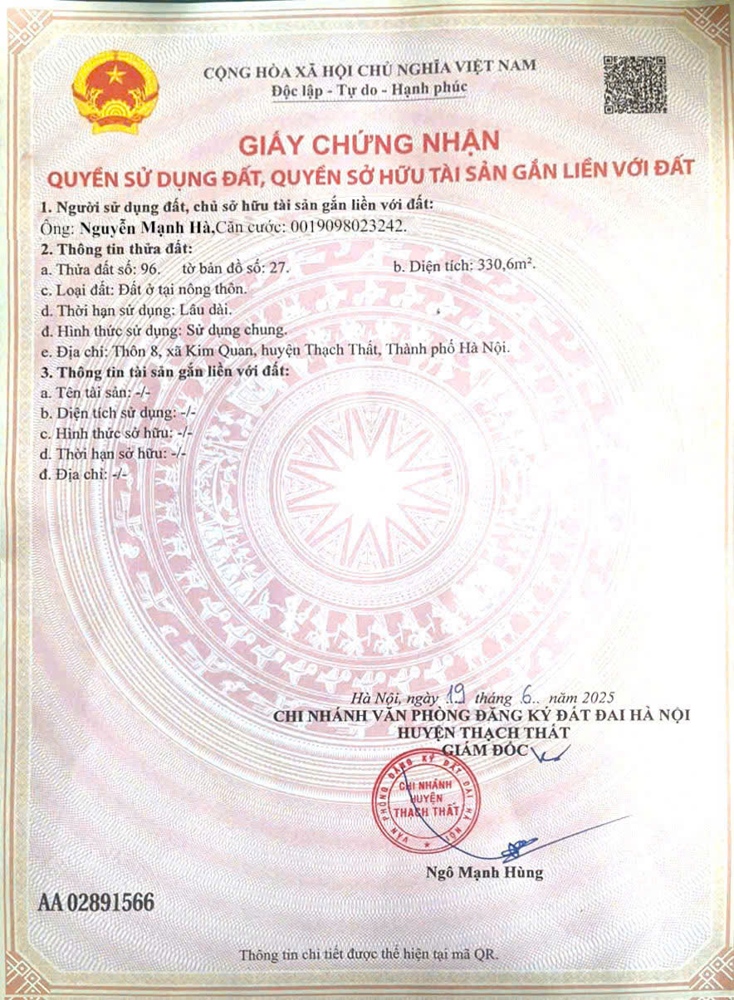 CỘNG HÒA XÃ HỘI CHỦ NGHĨA VIỆT NAM
Độc lập - Tự do - Hạnh phúc
GIẤY CHỨNG NHẬN
QUYỀN SỬ DỤNG ĐẤT, QUYỀN SỞ HỮU TÀI SẢN GẮN LIỀN VỚI ĐẤT
1. Người sử dụng đất, chủ sở hữu tài sản gắn liền với đất:
Ông: Nguyễn Mạnh Hà,Căn cước: 0019098023242.
2. Thông tin thửa đất:
a. Thửa đất số: 96. tờ bản đồ số: 27. b. Diện tích: 330,6m².
c. Loại đất: Đất ở tại nông thôn.
d. Thời hạn sử dụng: Lâu dài.
đ. Hình thức sử dụng: Sử dụng chung.
e. Địa chỉ: Thôn 8, xã Kim Quan, huyện Thạch Thất, Thành phố Hà Nội.
3. Thông tin tài sản gắn liền với đất:
a. Tên tài sản: -/-
b. Diện tích sử dụng: -/-
c. Hình thức sở hữu: -/-
d. Thời hạn sở hữu: -/-
đ. Địa chỉ: -/-
Hà Nội, ngày 19 tháng 6.. năm 2025
CHI NHÁNH VĂN PHÒNG ĐĂNG KÝ ĐẤT ĐAI HÀ NỘI
HUYỆN THẠCH THẤT
GIÁM ĐỐC
VĂN PHÒNG ĐĂNG KÝ ĐẤT ĐAI HÀ NỘI
CHI NHÁNH
HUYỆN
THẠCH THẤT
Ngô Mạnh Hùng
AA 02891566
Thông tin chi tiết được thể hiện tại mã QR.